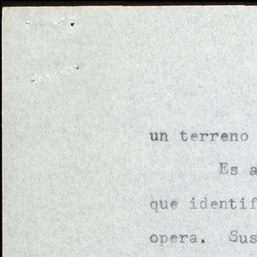 un terreno
Es a
que identif
opera. Sus